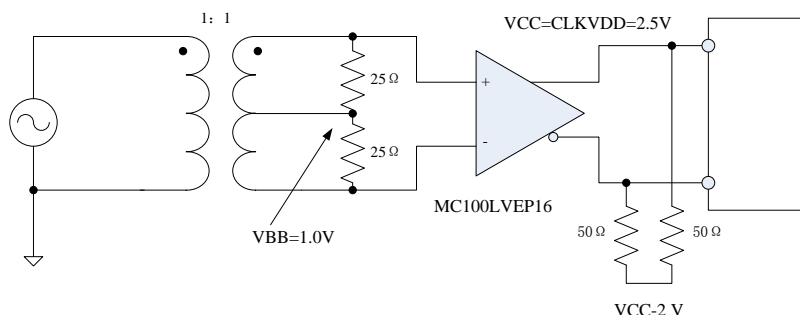 1：1
VCC=CLKVDD=2.5V
+
25Ω
25Ω
-
MC100LVEP16
VBB=1.0V
50Ω
50Ω
VCC-2 V